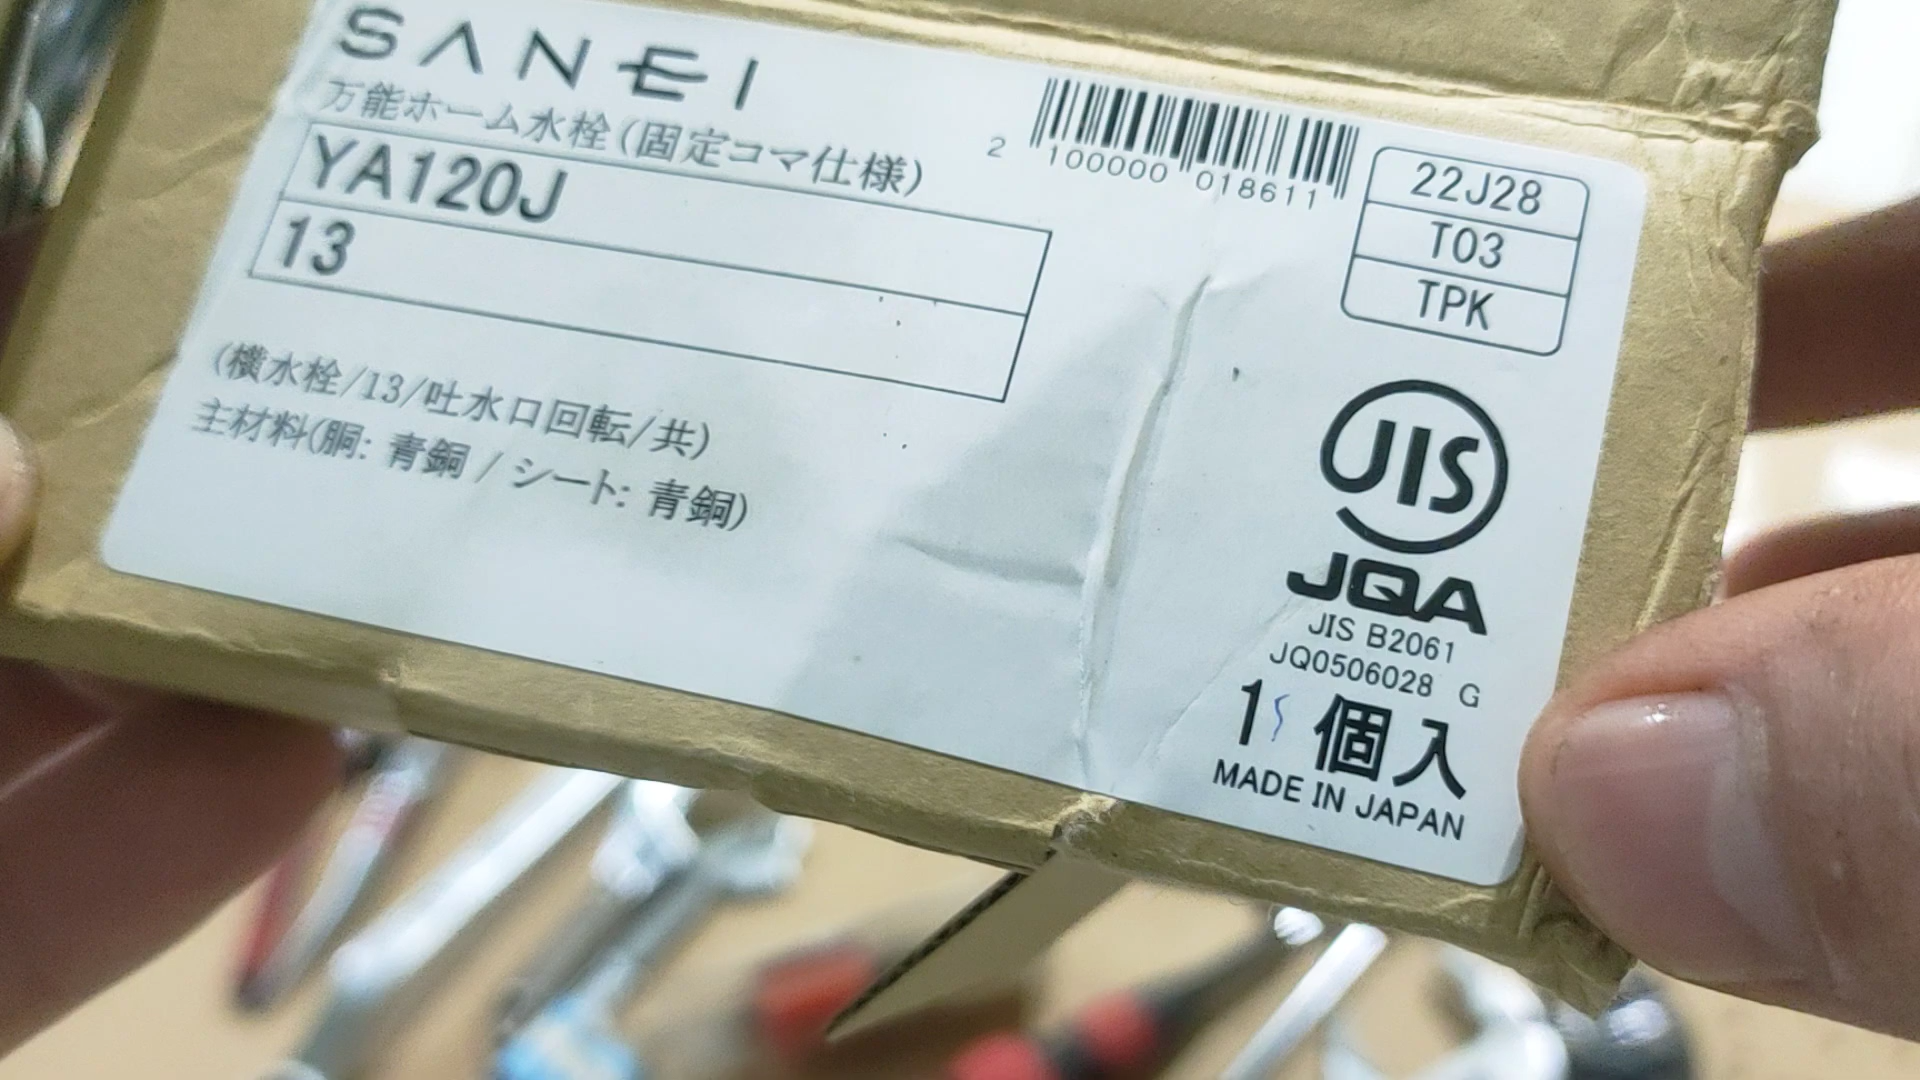 SANEI
万能ホーム水栓(固定コマ仕様)
YA120J
13
(横水栓/13/吐水口回転/共)
主材料(胴: 青銅 / シート: 青銅)
2 100000 018611
22J28
T03
TPK
JIS
JQA
JIS B2061
JQ0506028 G
1 個入
MADE IN JAPAN